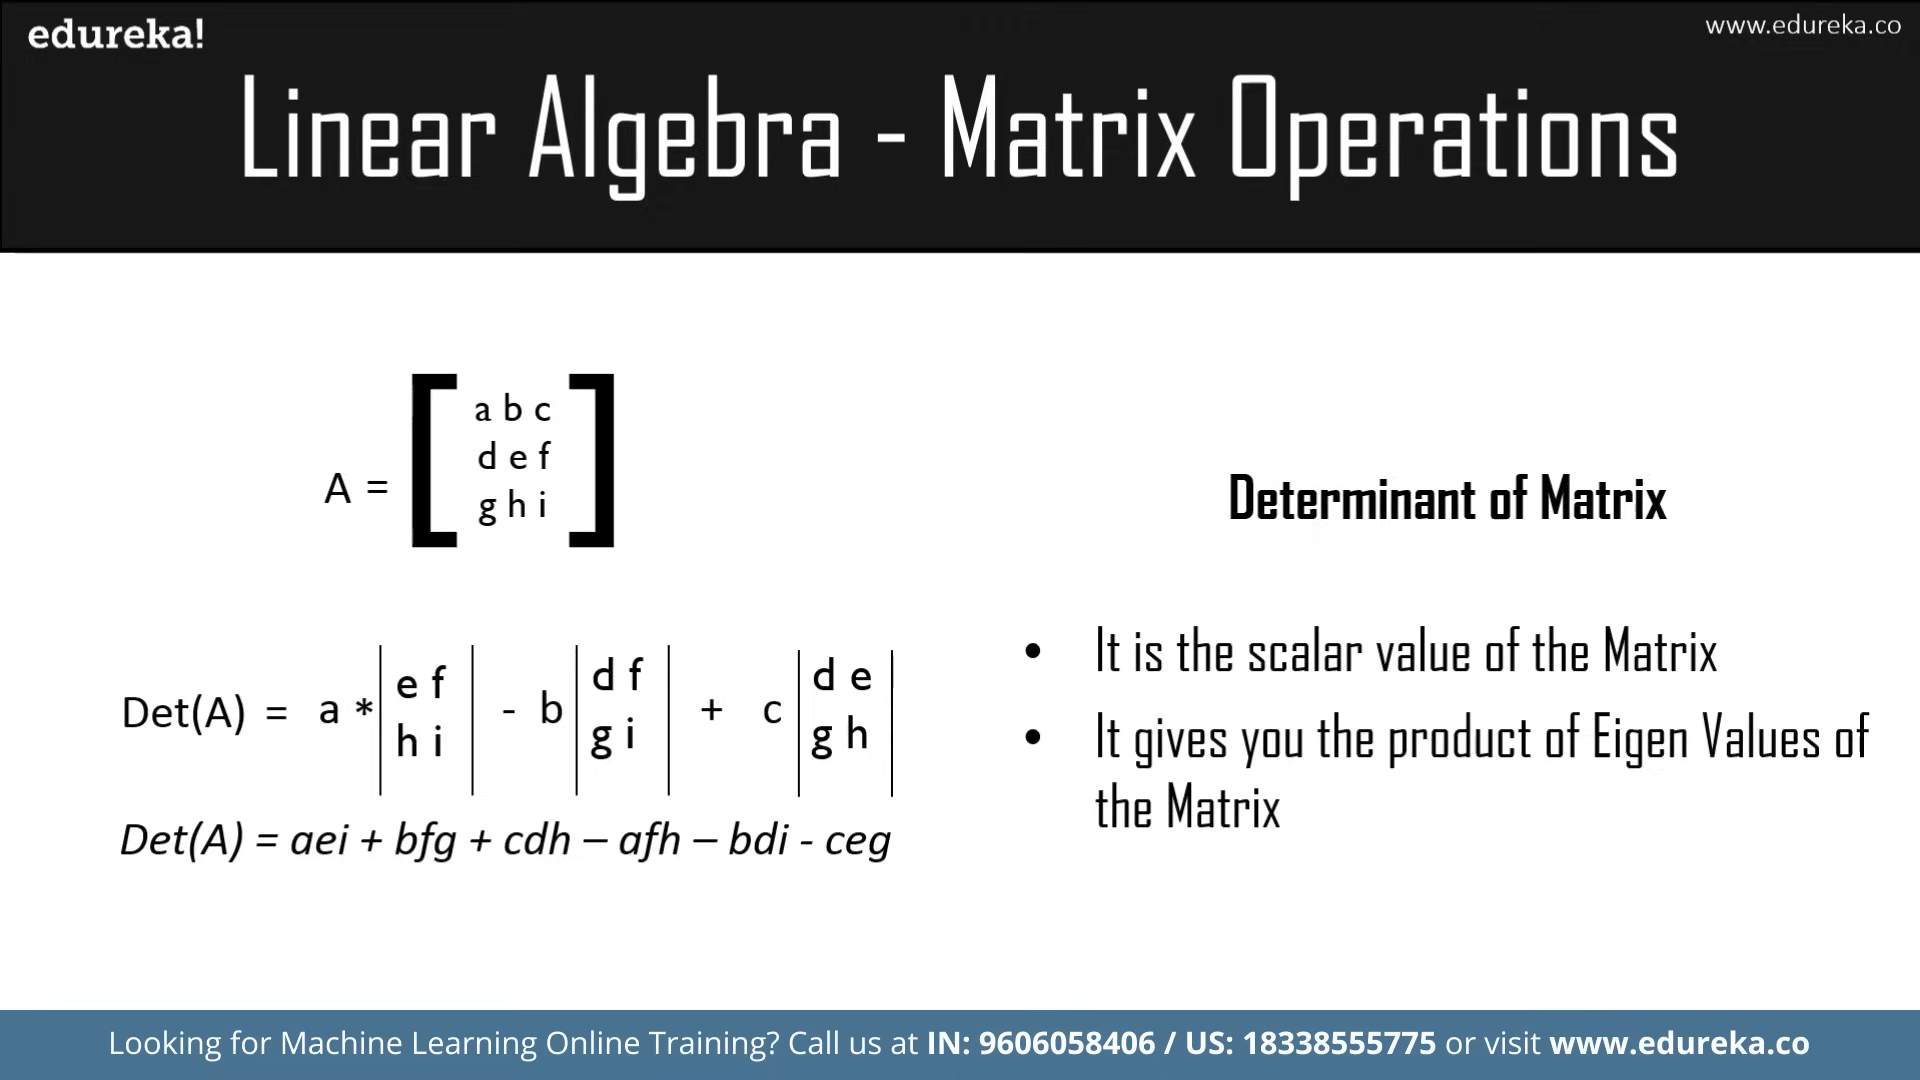 edureka!
www.edureka.co
Linear Algebra - Matrix Operations
A =
a b c
d e f
g h i
Determinant of Matrix
Det(A) = a * | e f | - b | d f | + c | d e |
| h i | | g i | | g h |
Det(A) = aei + bfg + cdh – afh – bdi - ceg
• It is the scalar value of the Matrix
• It gives you the product of Eigen Values of
the Matrix
Looking for Machine Learning Online Training? Call us at IN: 9606058406 / US: 18338555775 or visit www.edureka.co